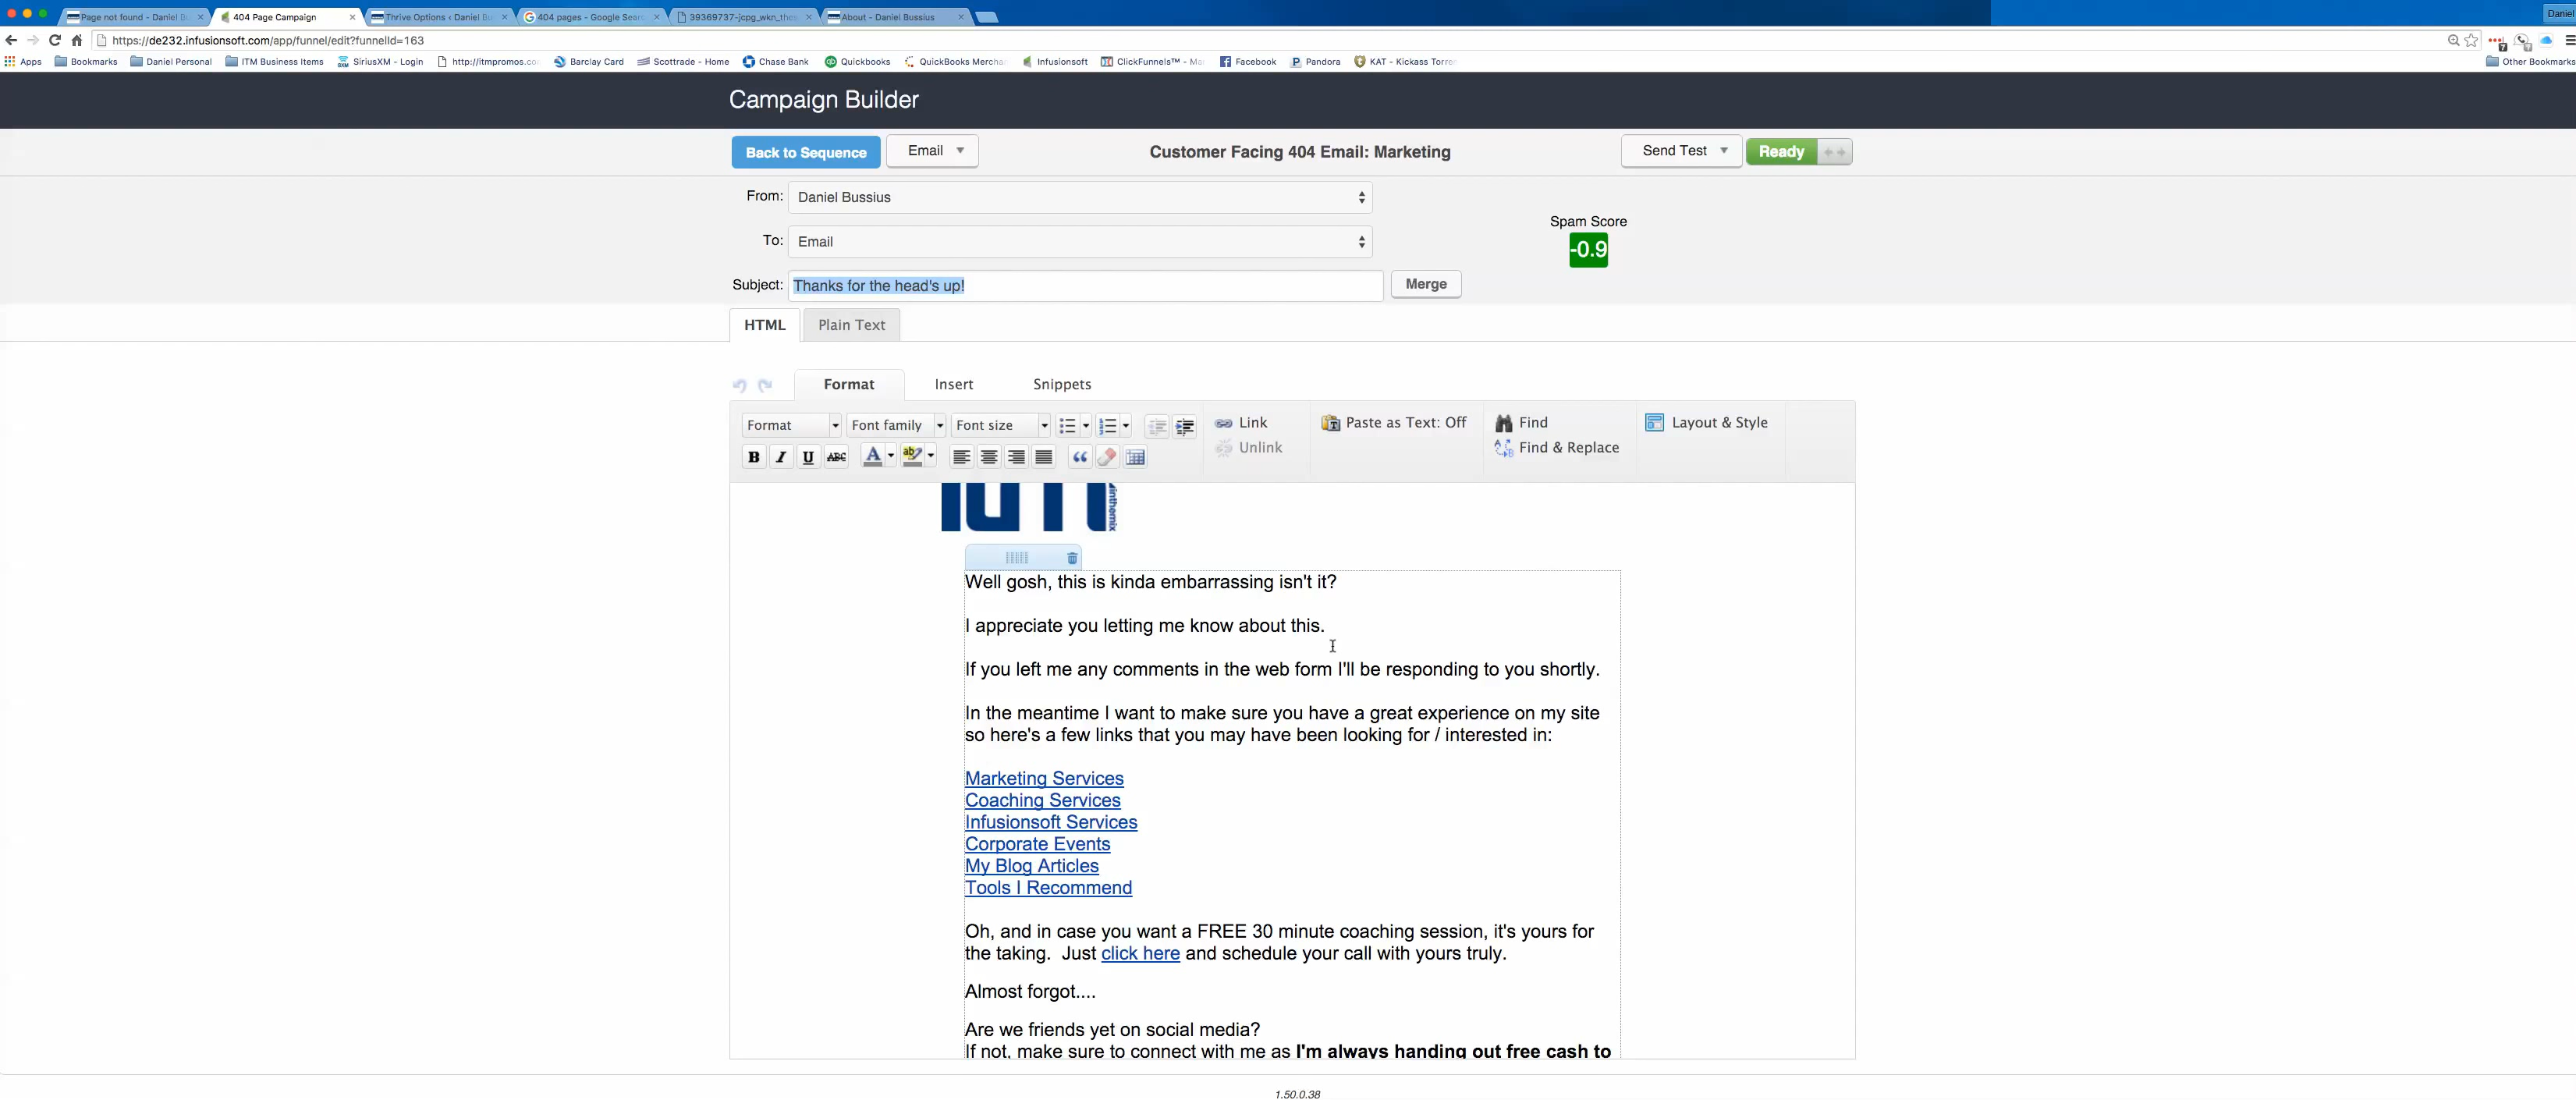 Page not found - Daniel Bu
404 Page Campaign
Thrive Options ‹ Daniel Bu
404 pages - Google Sear
39369737-jcpg_wkn_thos
About - Daniel Bussius
Daniel
https://de232.infusionsoft.com/app/funnel/edit?funnelId=163
Apps
Bookmarks
Daniel Personal
ITM Business Items
SiriusXM - Login
http://itmpromos.co
Barclay Card
Scottrade - Home
Chase Bank
Quickbooks
QuickBooks Mercha
Infusionsoft
ClickFunnels™ - Ma
Facebook
Pandora
KAT - Kickass Torre
Other Bookmarks
Campaign Builder
Back to Sequence
Email
Customer Facing 404 Email: Marketing
Send Test
Ready
From:
Daniel Bussius
Spam Score
-0.9
To:
Email
Subject:
Thanks for the head's up!
Merge
HTML
Plain Text
Format
Insert
Snippets
Format
Font family
Font size
Link
Paste as Text: Off
Find
Layout & Style
B
I
U
ABC
A
ab
Unlink
Find & Replace
inthemix
Well gosh, this is kinda embarrassing isn't it?
I appreciate you letting me know about this.
If you left me any comments in the web form I'll be responding to you shortly.
In the meantime I want to make sure you have a great experience on my site
so here's a few links that you may have been looking for / interested in:
Marketing Services
Coaching Services
Infusionsoft Services
Corporate Events
My Blog Articles
Tools I Recommend
Oh, and in case you want a FREE 30 minute coaching session, it's yours for
the taking.  Just click here and schedule your call with yours truly.
Almost forgot....
Are we friends yet on social media?
If not, make sure to connect with me as I'm always handing out free cash to
1.50.0.38